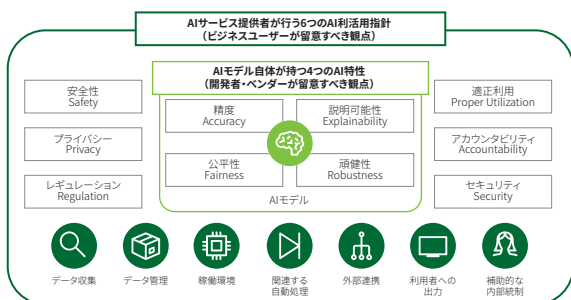 AIサービス提供者が行う6つのAI利活用指針
(ビジネスユーザーが留意すべき観点)
AIモデル自体が持つ4つのAI特性
(開発者・ベンダーが留意すべき観点)
安全性
Safety
プライバシー
Privacy
レギュレーション
Regulation
精度
Accuracy
説明可能性
Explainability
公平性
Fairness
頑健性
Robustness
AIモデル
適正利用
Proper Utilization
アカウンタビリティ
Accountability
セキュリティ
Security
データ収集
データ管理
稼働環境
関連する
自動処理
外部連携
利用者への
出力
補助的な
内部統制